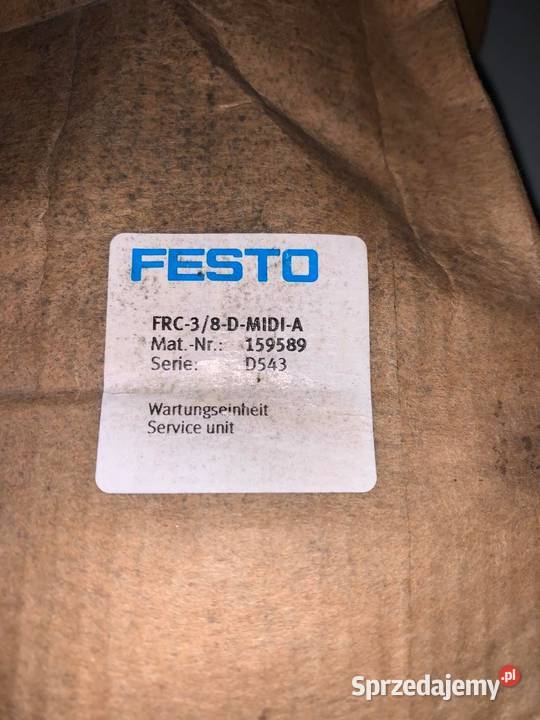 FESTO
FRC-3/8-D-MIDI-A
Mat.-Nr.: 159589
Serie: D543
Wartungseinheit
Service unit
Sprzedajemy.pl